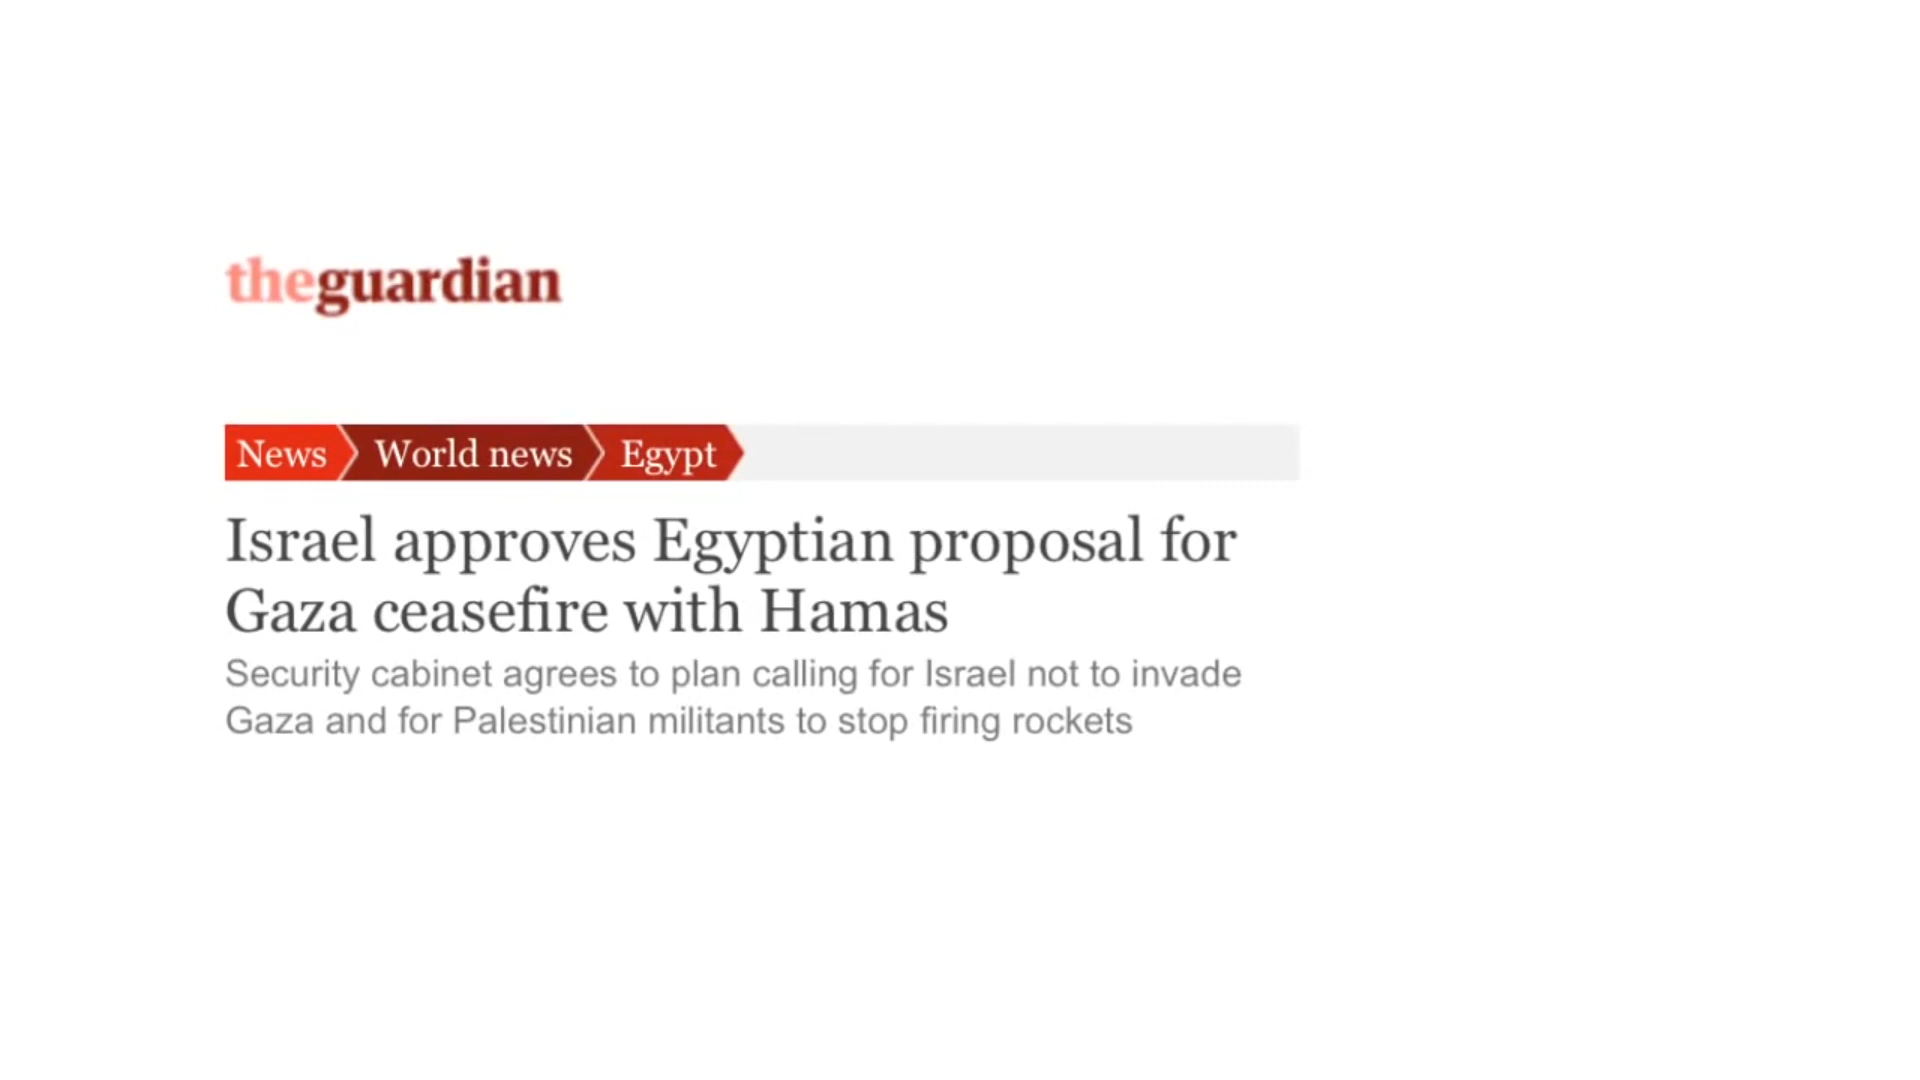 theguardian
News World news Egypt
Israel approves Egyptian proposal for
Gaza ceasefire with Hamas
Security cabinet agrees to plan calling for Israel not to invade
Gaza and for Palestinian militants to stop firing rockets